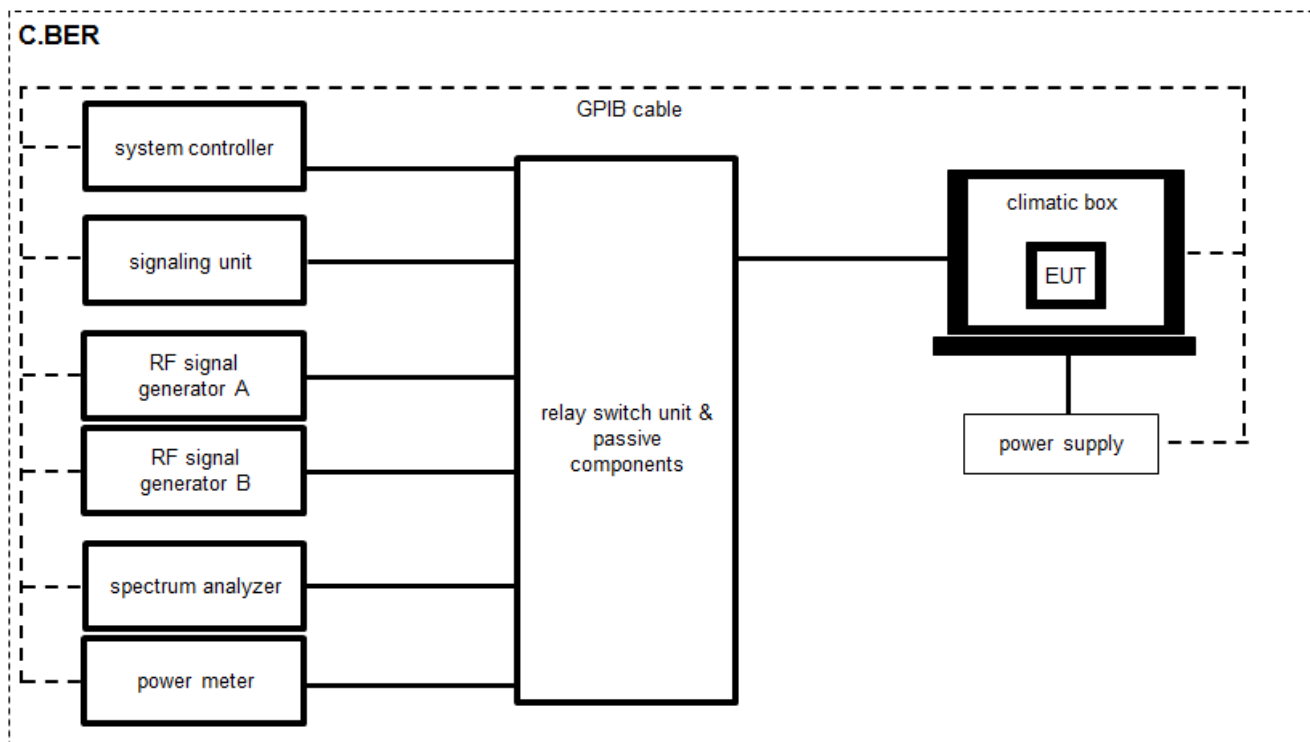 C.BER
GPIB cable
system controller
signaling unit
RF signal
generator A
RF signal
generator B
spectrum analyzer
power meter
relay switch unit &
passive
components
climatic box
EUT
power supply